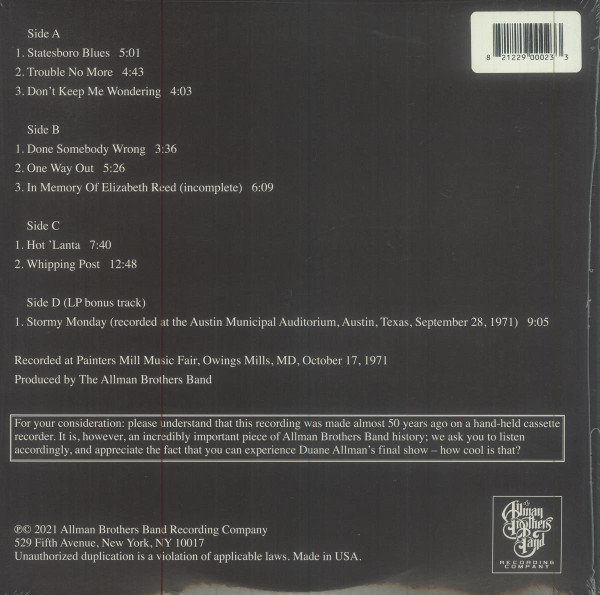 Side A
1. Statesboro Blues 5:01
2. Trouble No More 4:43
3. Don't Keep Me Wondering 4:03
Side B
1. Done Somebody Wrong 3:36
2. One Way Out 5:26
3. In Memory Of Elizabeth Reed (incomplete) 6:09
Side C
1. Hot 'Lanta 7:40
2. Whipping Post 12:48
Side D (LP bonus track)
1. Stormy Monday (recorded at the Austin Municipal Auditorium, Austin, Texas, September 28, 1971) 9:05
Recorded at Painters Mill Music Fair, Owings Mills, MD, October 17, 1971
Produced by The Allman Brothers Band
For your consideration: please understand that this recording was made almost 50 years ago on a hand-held cassette
recorder. It is, however, an incredibly important piece of Allman Brothers Band history; we ask you to listen
accordingly, and appreciate the fact that you can experience Duane Allman's final show – how cool is that?
℗© 2021 Allman Brothers Band Recording Company
529 Fifth Avenue, New York, NY 10017
Unauthorized duplication is a violation of applicable laws. Made in USA.
8 21229 00023 3
the
Allman
Brothers
Band
RECORDING
COMPANY